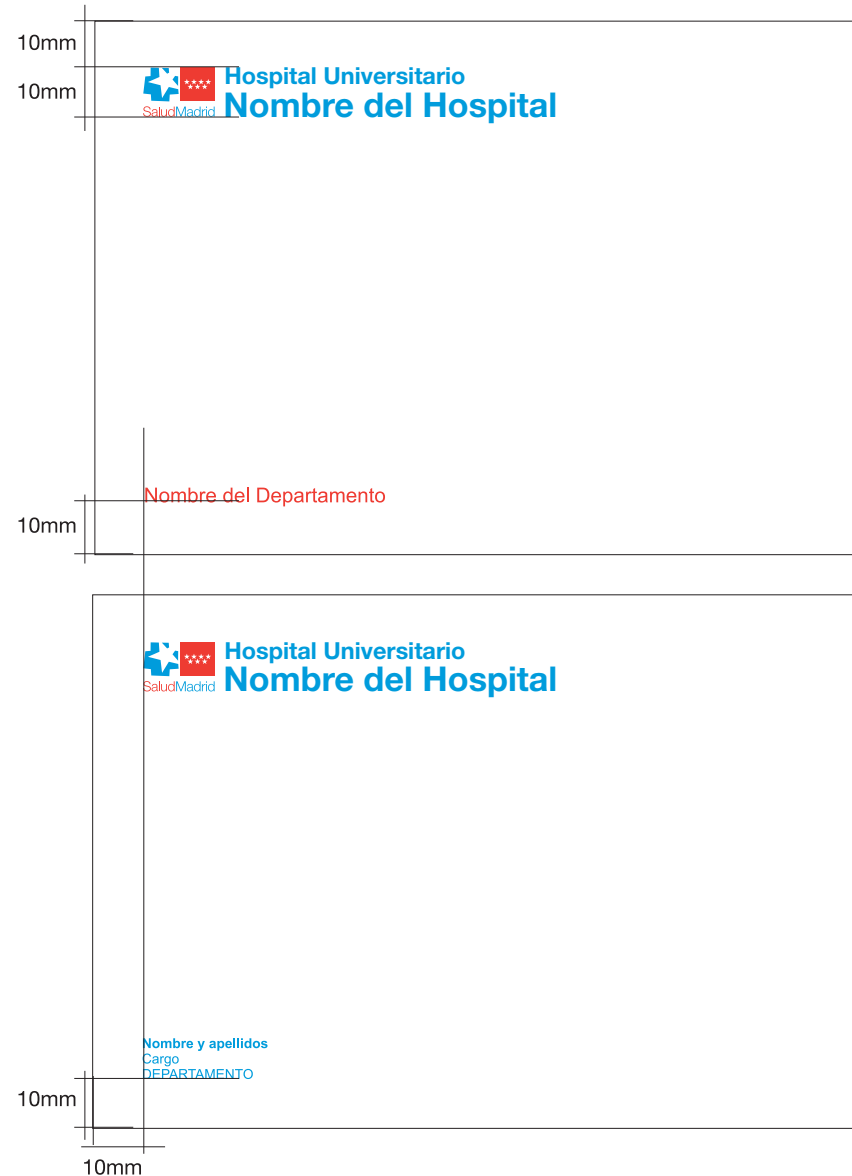 10mm
10mm
Hospital Universitario
Nombre del Hospital
SaludMadrid
Nombre del Departamento
10mm
Hospital Universitario
Nombre del Hospital
SaludMadrid
Nombre y apellidos
Cargo
DEPARTAMENTO
10mm
10mm